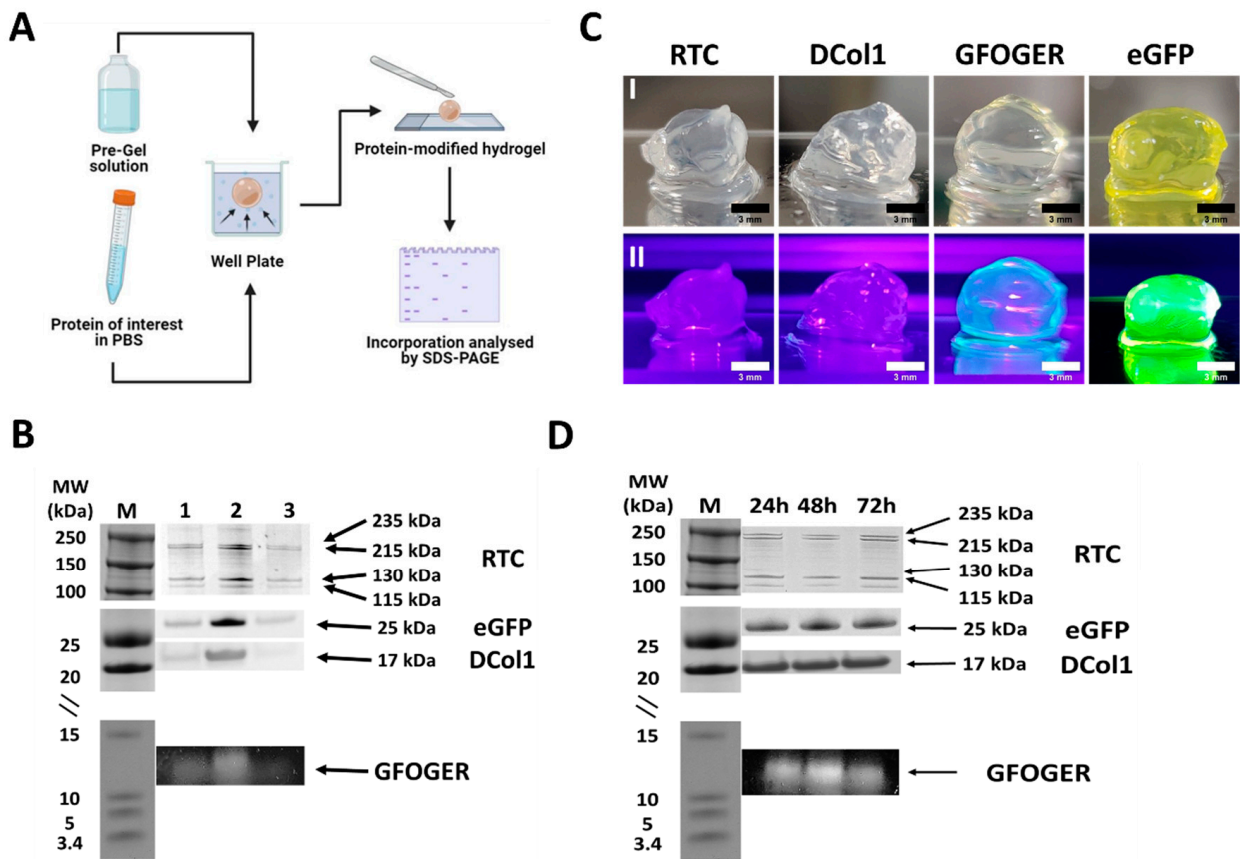 A
Pre-Gel
solution
Protein of interest
in PBS
Well Plate
Protein-modified hydrogel
Incorporation analysed
by SDS-PAGE
C
RTC
DCol1
GFOGER
eGFP
I
3 mm
3 mm
3 mm
3 mm
II
3 mm
3 mm
3 mm
3 mm
B
MW
(kDa)
M
1
2
3
250
150
100
25
20
//
15
10
5
3.4
235 kDa
215 kDa
130 kDa
115 kDa
RTC
25 kDa
eGFP
17 kDa
DCol1
GFOGER
D
MW
(kDa)
M
24h
48h
72h
250
150
100
25
20
//
15
10
5
3.4
235 kDa
215 kDa
130 kDa
115 kDa
RTC
25 kDa
eGFP
17 kDa
DCol1
GFOGER